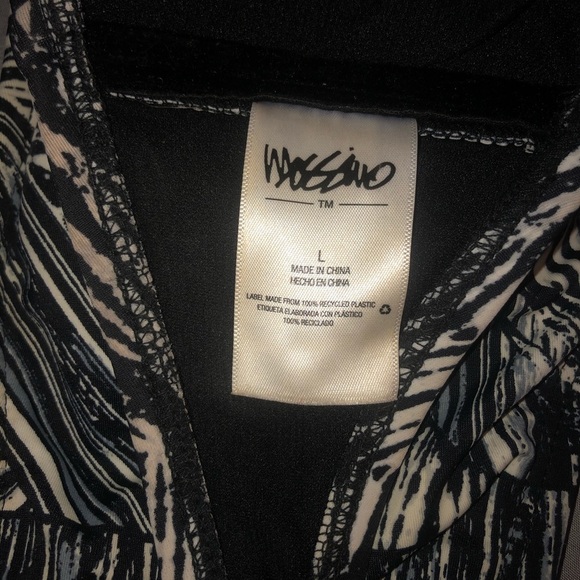 mossimo
TM
L
MADE IN CHINA
HECHO EN CHINA
LABEL MADE FROM 100% RECYCLED PLASTIC
ETIQUETA ELABORADA CON PLÁSTICO
100% RECICLADO